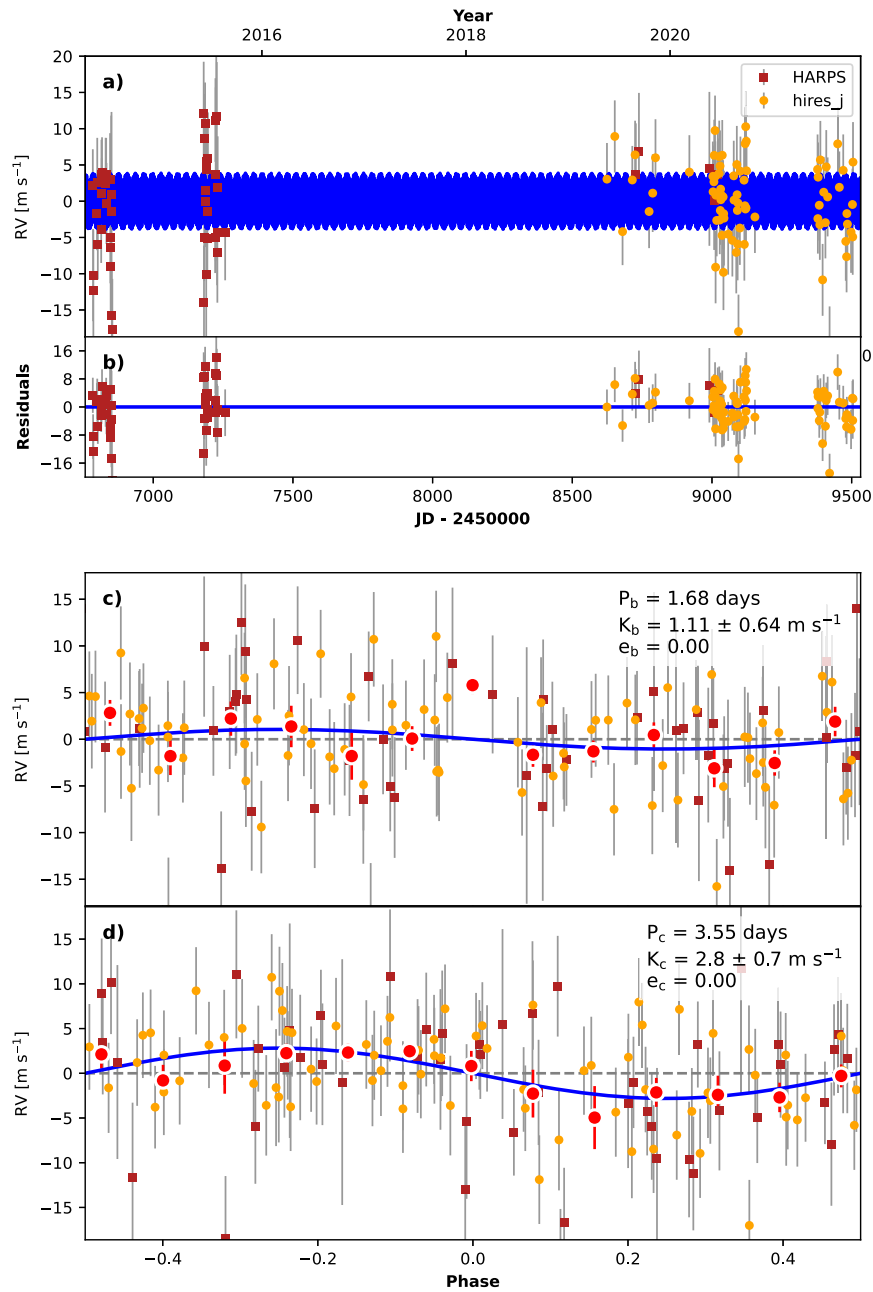 Year
2016 2018 2020
a)
HARPS
hires_j
20
15
10
5
0
−5
−10
−15
RV [m s⁻¹]
b)
0
16
8
0
−8
−16
Residuals
7000 7500 8000 8500 9000 9500
JD - 2450000
c)
P_b = 1.68 days
K_b = 1.11 ± 0.64 m s⁻¹
e_b = 0.00
15
10
5
0
−5
−10
−15
RV [m s⁻¹]
d)
P_c = 3.55 days
K_c = 2.8 ± 0.7 m s⁻¹
e_c = 0.00
15
10
5
0
−5
−10
−15
RV [m s⁻¹]
−0.4 −0.2 0.0 0.2 0.4
Phase